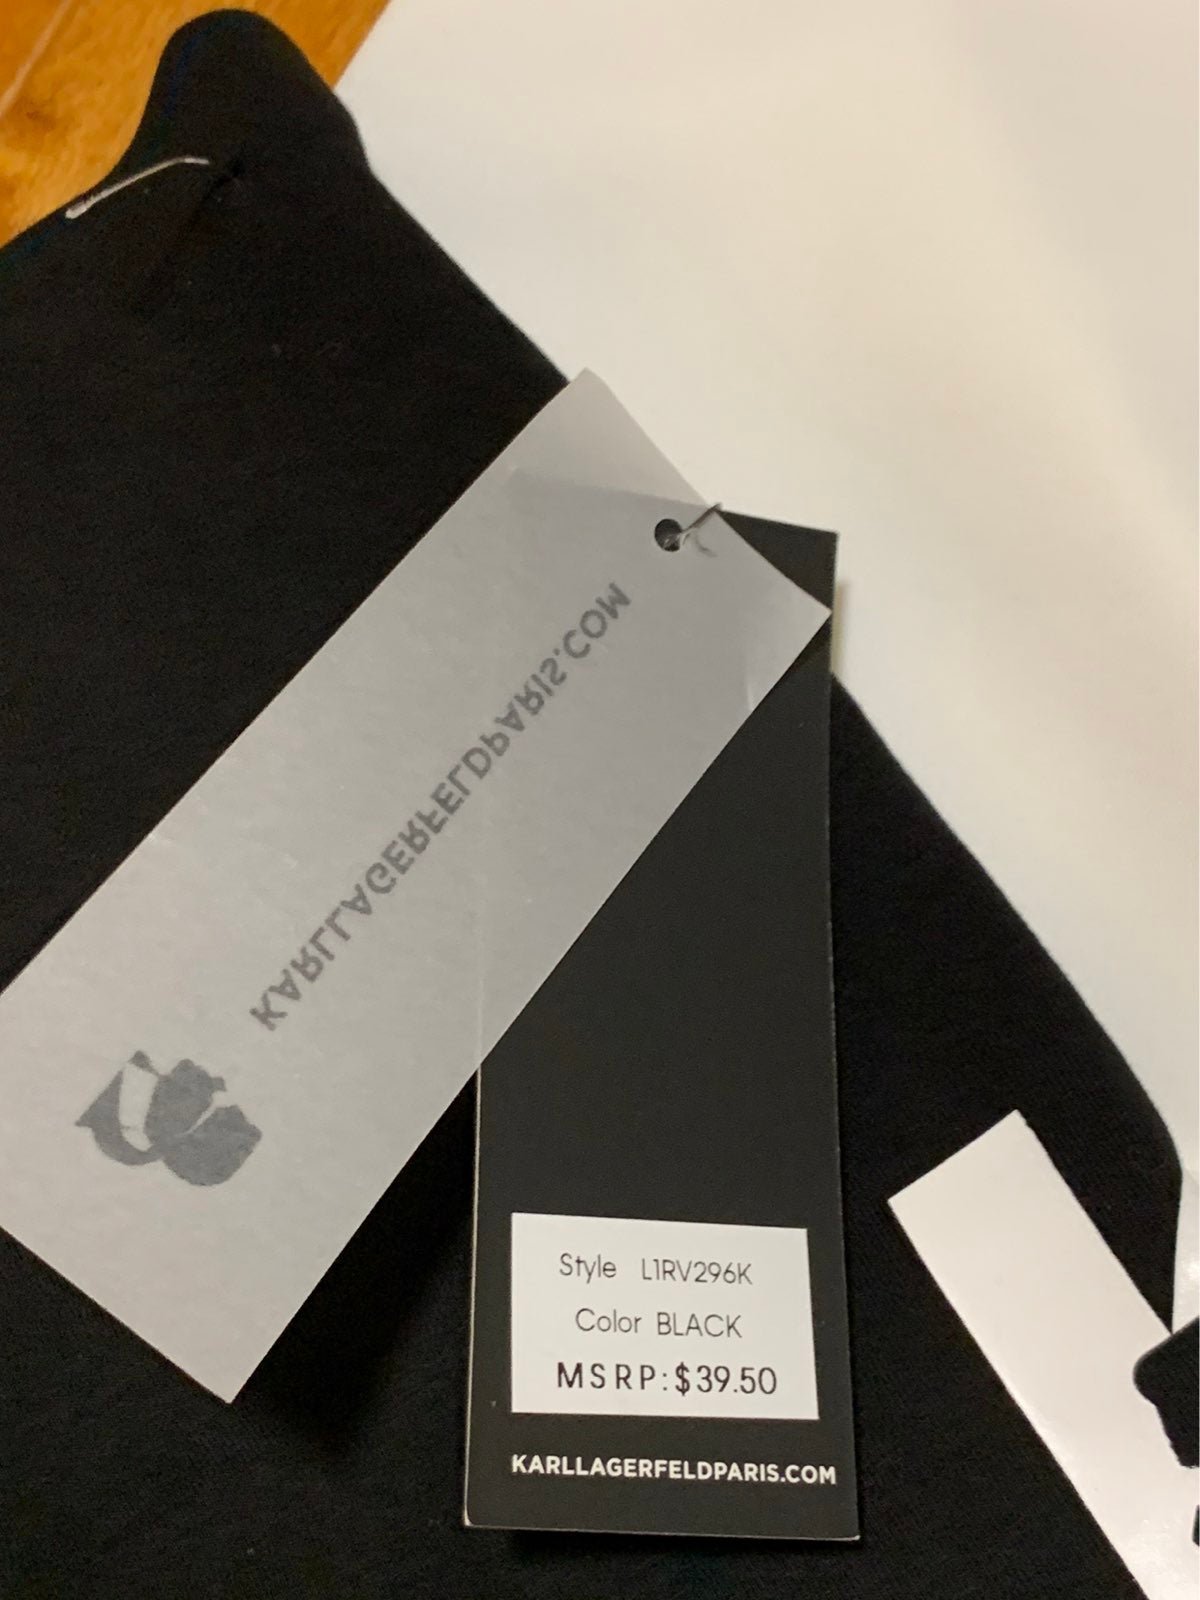 KARLLAGERFELDPARIS.COM
Style L1RV296K
Color BLACK
MSRP:$39.50
KARLLAGERFELDPARIS.COM